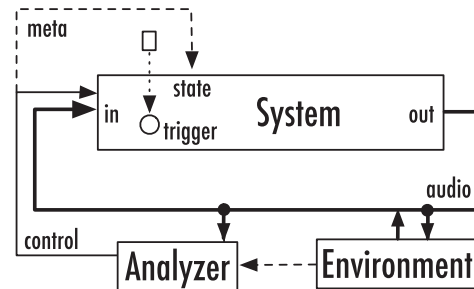 meta
state
in System out
trigger
audio
control
Analyzer Environment